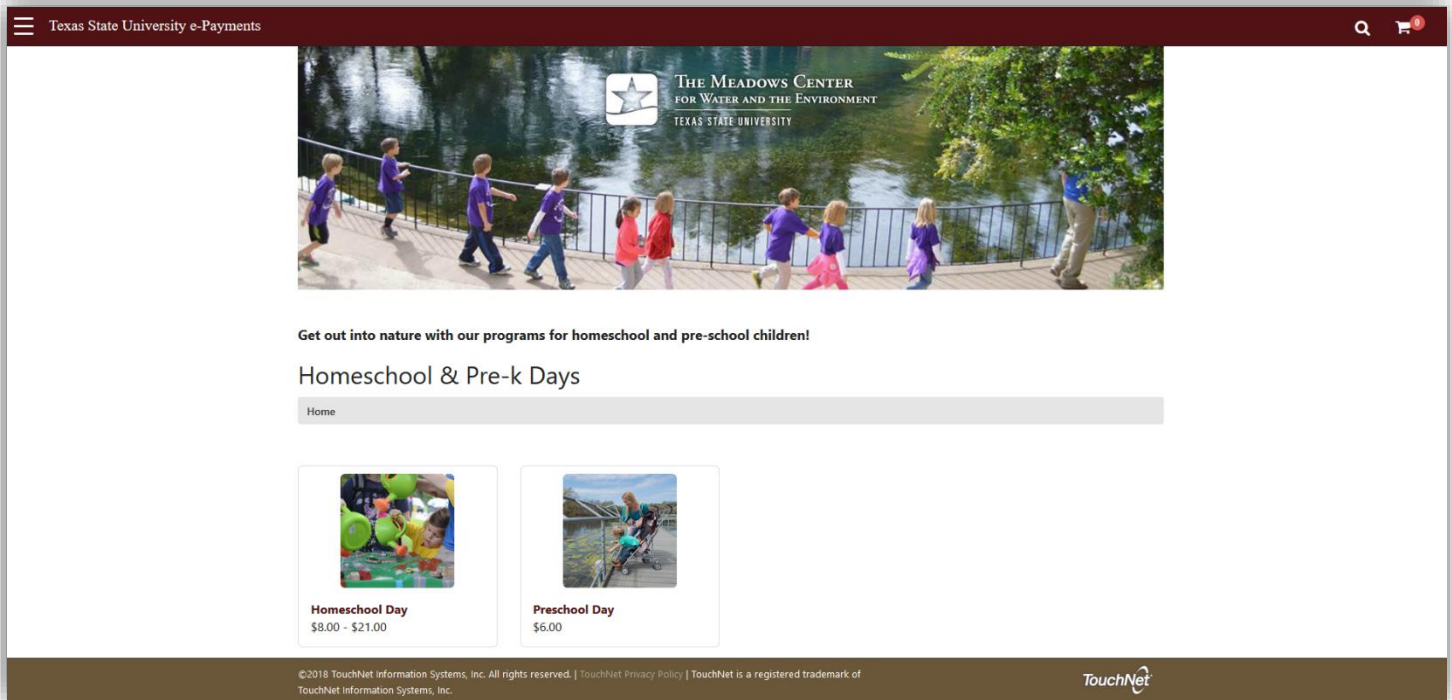 Texas State University e-Payments
0
THE MEADOWS CENTER
FOR WATER AND THE ENVIRONMENT
TEXAS STATE UNIVERSITY
Get out into nature with our programs for homeschool and pre-school children!
Homeschool & Pre-k Days
Home
Homeschool Day
$8.00 - $21.00
Preschool Day
$6.00
©2018 TouchNet Information Systems, Inc. All rights reserved. | TouchNet Privacy Policy | TouchNet is a registered trademark of
TouchNet Information Systems, Inc.
TouchNet